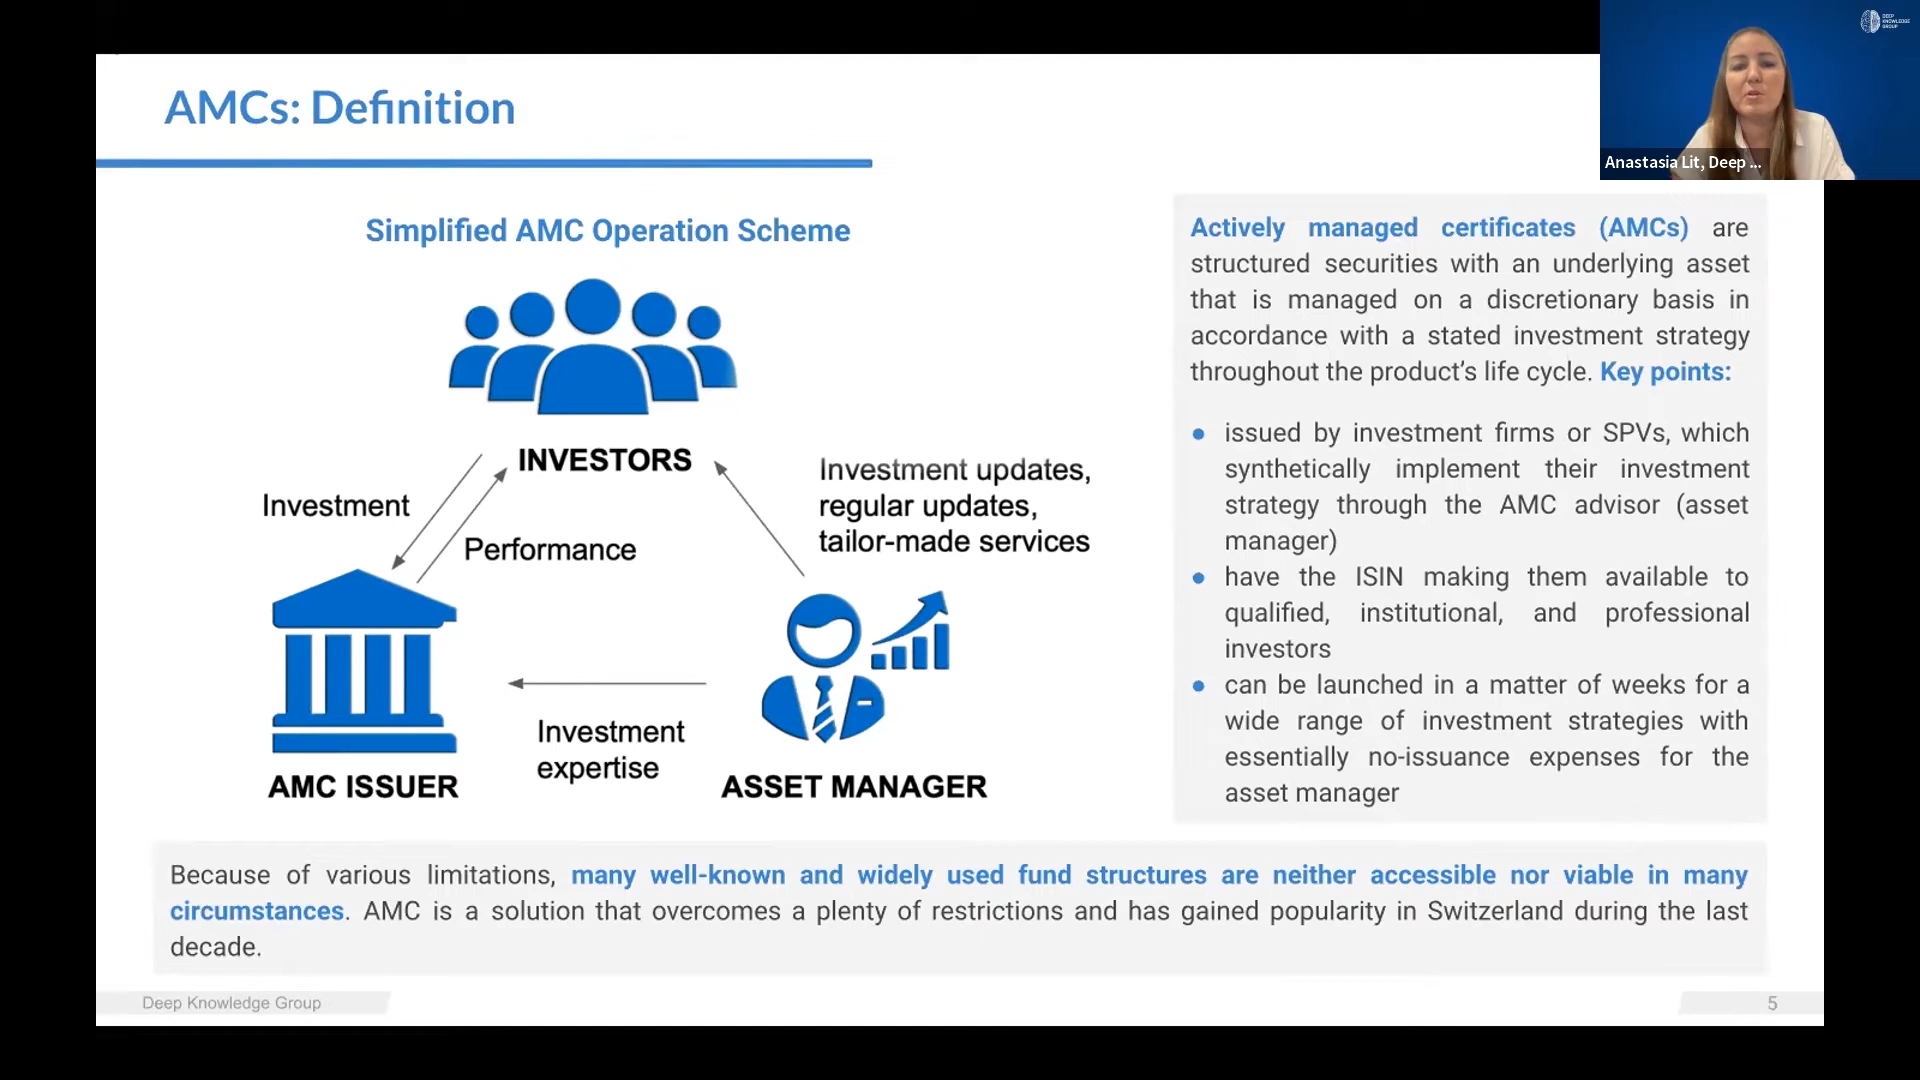 AMCs: Definition
DEEP
KNOWLEDGE
GROUP
Anastasia Lit, Deep ...
Simplified AMC Operation Scheme
INVESTORS
Investment
Performance
Investment updates,
regular updates,
tailor-made services
Investment
expertise
AMC ISSUER
ASSET MANAGER
Actively managed certificates (AMCs) are
structured securities with an underlying asset
that is managed on a discretionary basis in
accordance with a stated investment strategy
throughout the product’s life cycle. Key points:
● issued by investment firms or SPVs, which
synthetically implement their investment
strategy through the AMC advisor (asset
manager)
● have the ISIN making them available to
qualified, institutional, and professional
investors
● can be launched in a matter of weeks for a
wide range of investment strategies with
essentially no-issuance expenses for the
asset manager
Because of various limitations, many well-known and widely used fund structures are neither accessible nor viable in many
circumstances. AMC is a solution that overcomes a plenty of restrictions and has gained popularity in Switzerland during the last
decade.
Deep Knowledge Group
5